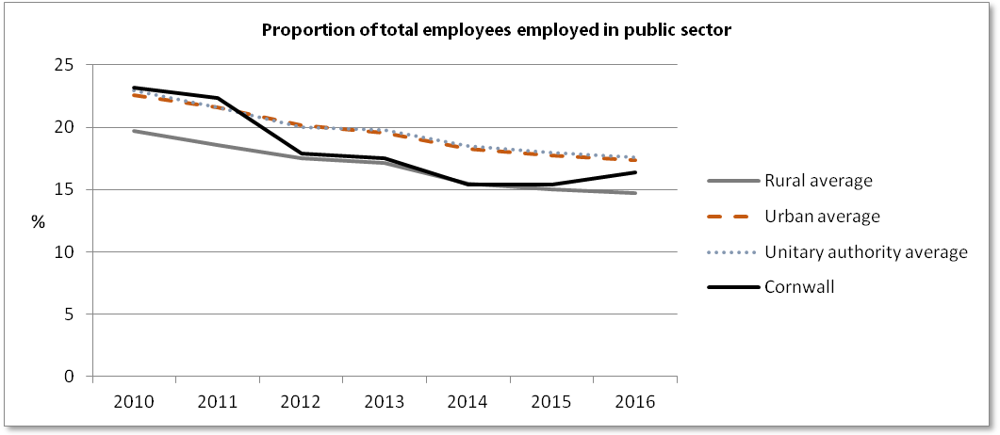 Proportion of total employees employed in public sector
25
20
15
10
5
0
%
2010 2011 2012 2013 2014 2015 2016
Rural average
Urban average
Unitary authority average
Cornwall